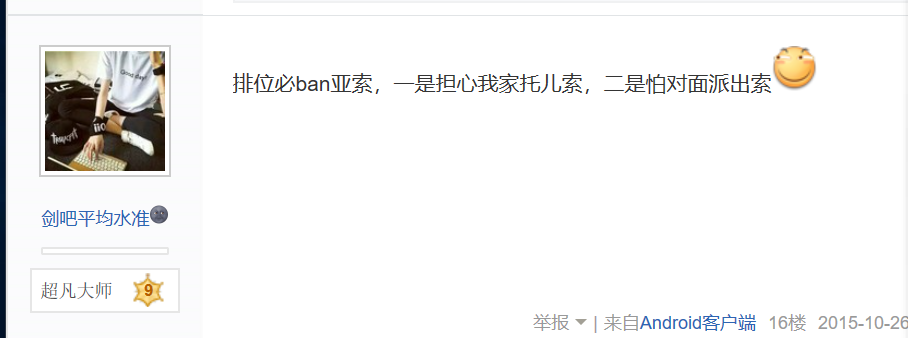 排位必ban亚索，一是担心我家托儿索，二是怕对面派出索
剑吧平均水准
超凡大师 9
举报 | 来自Android客户端 16楼 2015-10-26